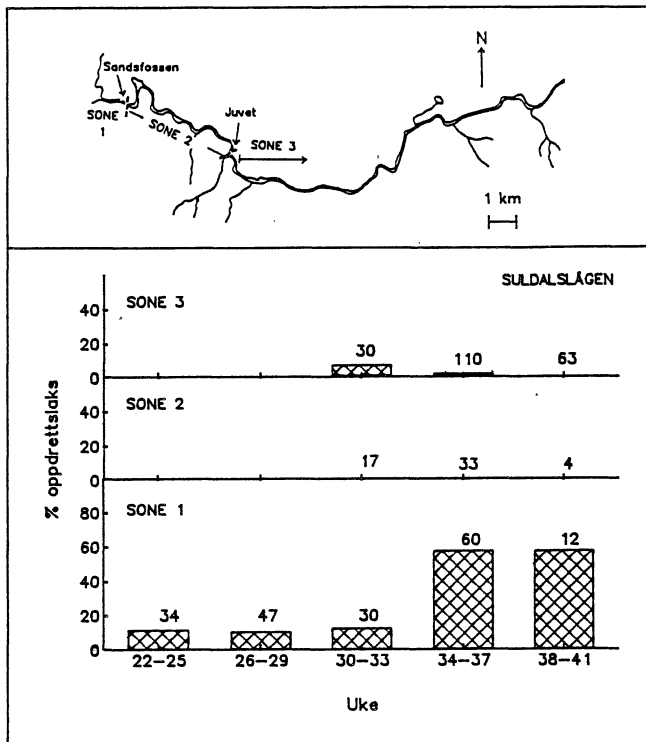 N
Sandsfossen
Juvet
SONE 1
SONE 2
SONE 3
1 km
SULDALSLÅGEN
% oppdrettslaks
SONE 3
40
20
0
30
110
63
SONE 2
40
20
0
17
33
4
SONE 1
80
60
40
20
0
34
47
30
60
12
22-25
26-29
30-33
34-37
38-41
Uke